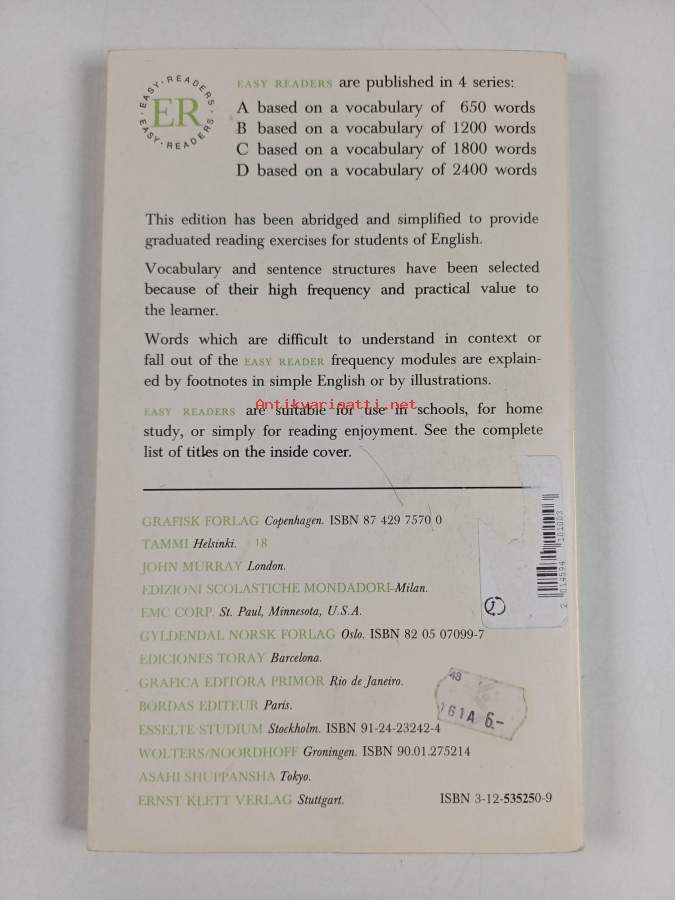 EASY · READERS · EASY · READERS ·
ER
EASY READERS are published in 4 series:
A based on a vocabulary of 650 words
B based on a vocabulary of 1200 words
C based on a vocabulary of 1800 words
D based on a vocabulary of 2400 words
This edition has been abridged and simplified to provide
graduated reading exercises for students of English.
Vocabulary and sentence structures have been selected
because of their high frequency and practical value to
the learner.
Words which are difficult to understand in context or
fall out of the EASY READER frequency modules are explain-
ed by footnotes in simple English or by illustrations.
Antikvariaatti.net
EASY READERS are suitable for use in schools, for home
study, or simply for reading enjoyment. See the complete
list of titles on the inside cover.
GRAFISK FORLAG Copenhagen. ISBN 87 429 7570 0
TAMMI Helsinki. 18
JOHN MURRAY London.
EDIZIONI SCOLASTICHE MONDADORI-Milan.
EMC CORP. St. Paul, Minnesota, U.S.A.
GYLDENDAL NORSK FORLAG Oslo. ISBN 82 05 07099-7
EDICIONES TORAY Barcelona.
GRAFICA EDITÔRA PRIMOR Rio de Janeiro.
BORDAS EDITEUR Paris.
ESSELTE STUDIUM Stockholm. ISBN 91-24-23242-4
WOLTERS/NOORDHOFF Groningen. ISBN 90.01.275214
ASAHI SHUPPANSHA Tokyo.
ERNST KLETT VERLAG Stuttgart. ISBN 3-12-535250-9
2 014594 101003
48
161A 6.-